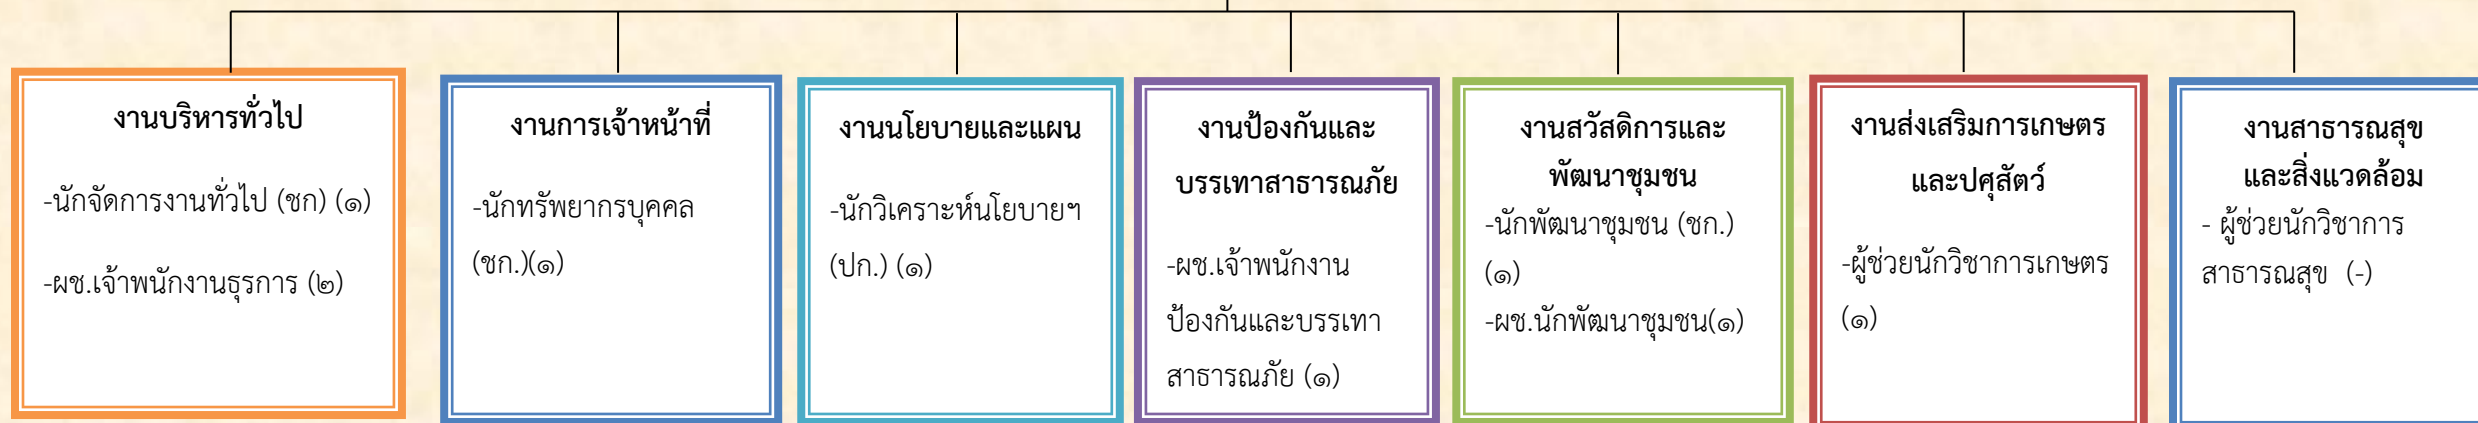 งานบริหารทั่วไป
-นักจัดการงานทั่วไป (ชก) (๑)
-ผช.เจ้าพนักงานธุรการ (๒)
งานการเจ้าหน้าที่
-นักทรัพยากรบุคคล
(ชก.)(๑)
งานนโยบายและแผน
-นักวิเคราะห์นโยบายฯ
(ปก.) (๑)
งานป้องกันและ
บรรเทาสาธารณภัย
-ผช.เจ้าพนักงาน
ป้องกันและบรรเทา
สาธารณภัย (๑)
งานสวัสดิการและ
พัฒนาชุมชน
-นักพัฒนาชุมชน (ชก.)
(๑)
-ผช.นักพัฒนาชุมชน(๑)
งานส่งเสริมการเกษตร
และปศุสัตว์
-ผู้ช่วยนักวิชาการเกษตร
(๑)
งานสาธารณสุข
และสิ่งแวดล้อม
- ผู้ช่วยนักวิชาการ
สาธารณสุข (-)